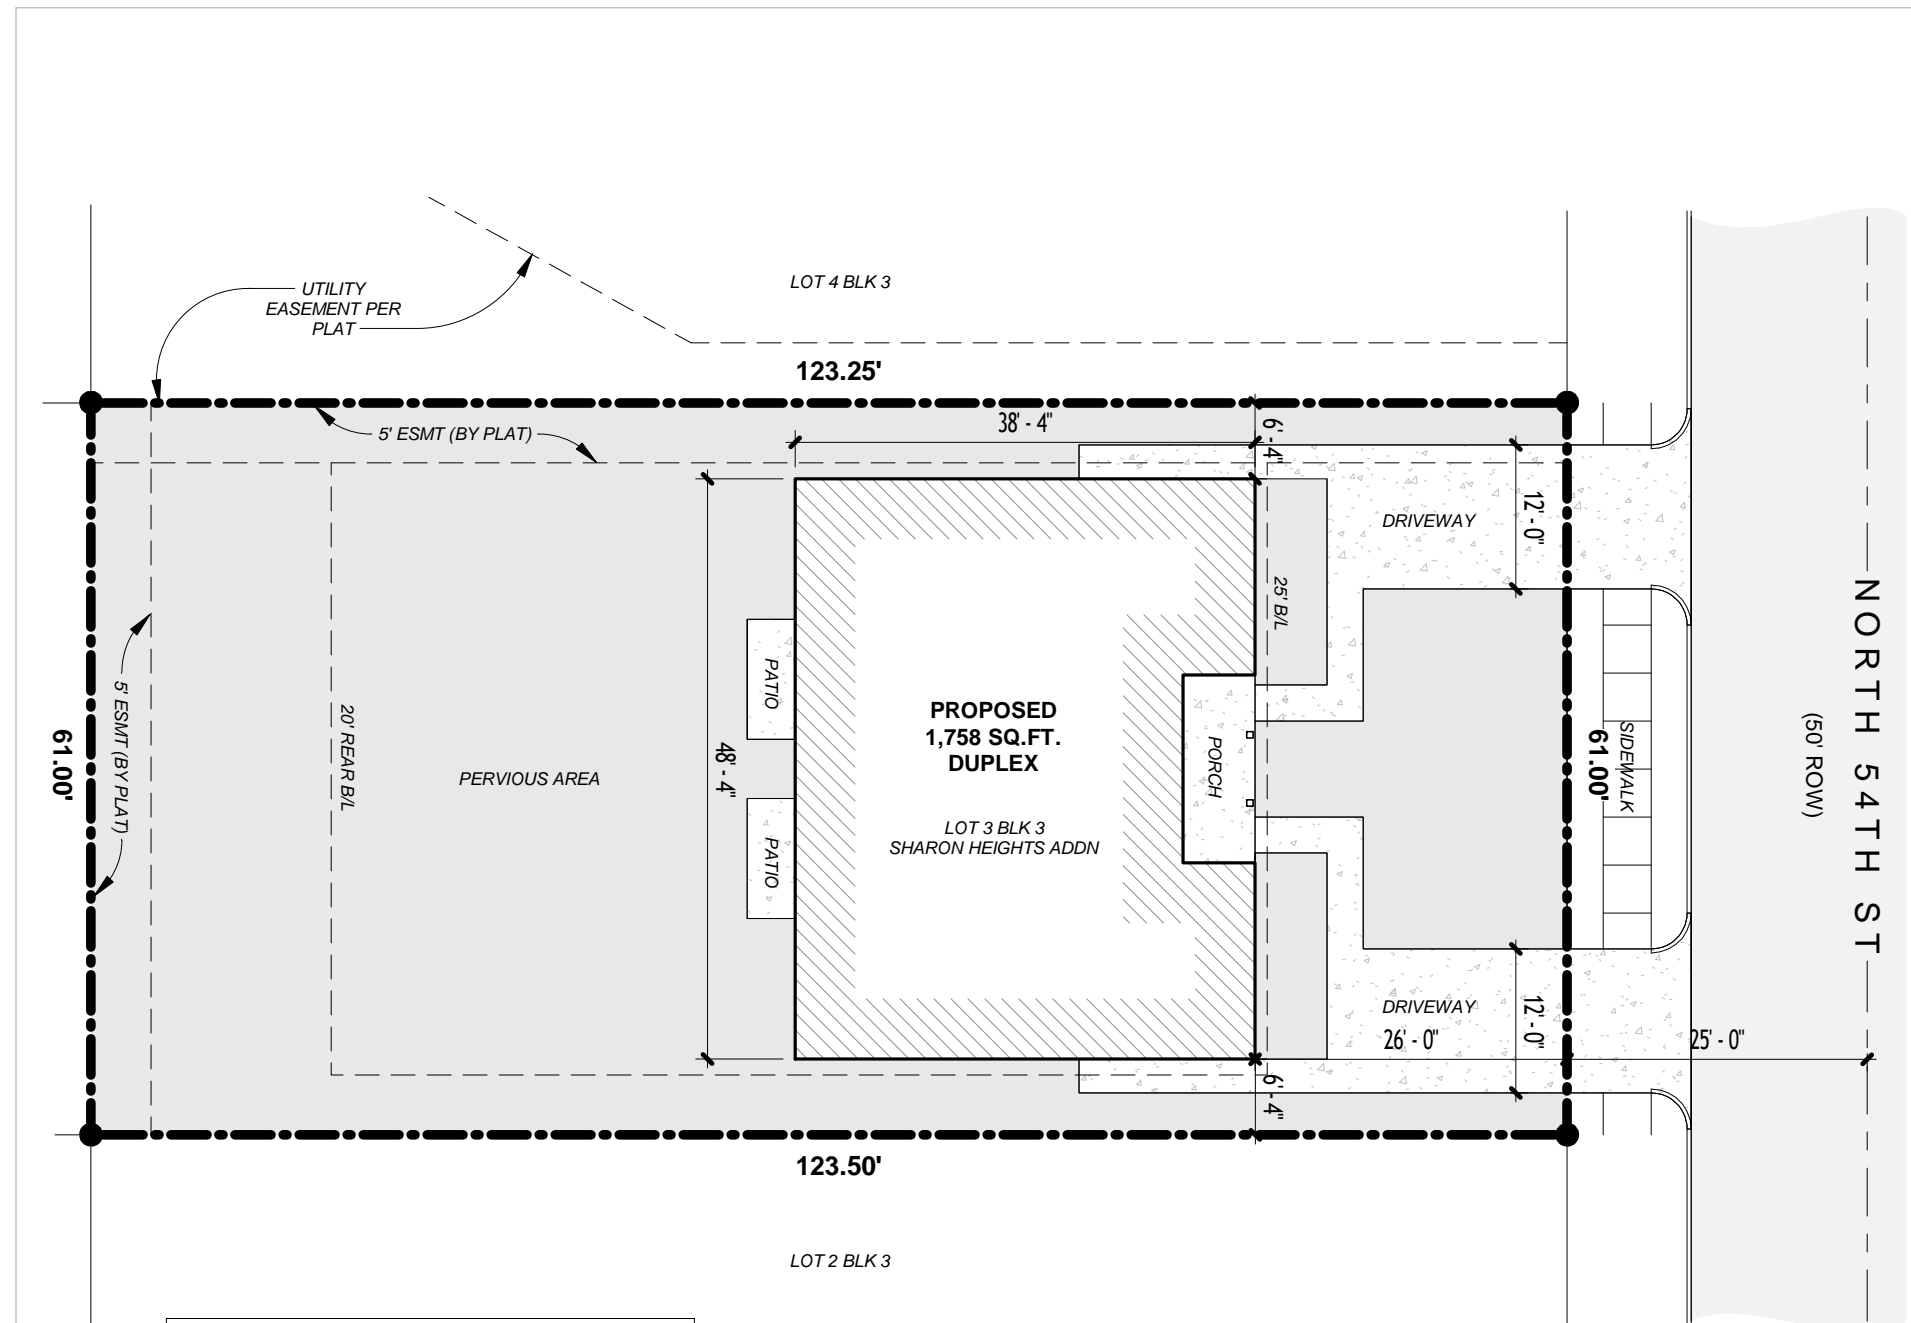 LOT 4 BLK 3
UTILITY
EASEMENT PER
PLAT
123.25'
5' ESMT (BY PLAT)
38' - 4"
6' - 4"
DRIVEWAY
12' - 0"
25' B/L
NORTH 54TH ST
(50' ROW)
SIDEWALK
61.00'
61.00'
5' ESMT (BY PLAT)
20' REAR B/L
PERVIOUS AREA
48' - 4"
PATIO
PATIO
PROPOSED
1,758 SQ.FT.
DUPLEX
LOT 3 BLK 3
SHARON HEIGHTS ADDN
PORCH
DRIVEWAY
26' - 0"
12' - 0"
25' - 0"
6' - 4"
123.50'
LOT 2 BLK 3